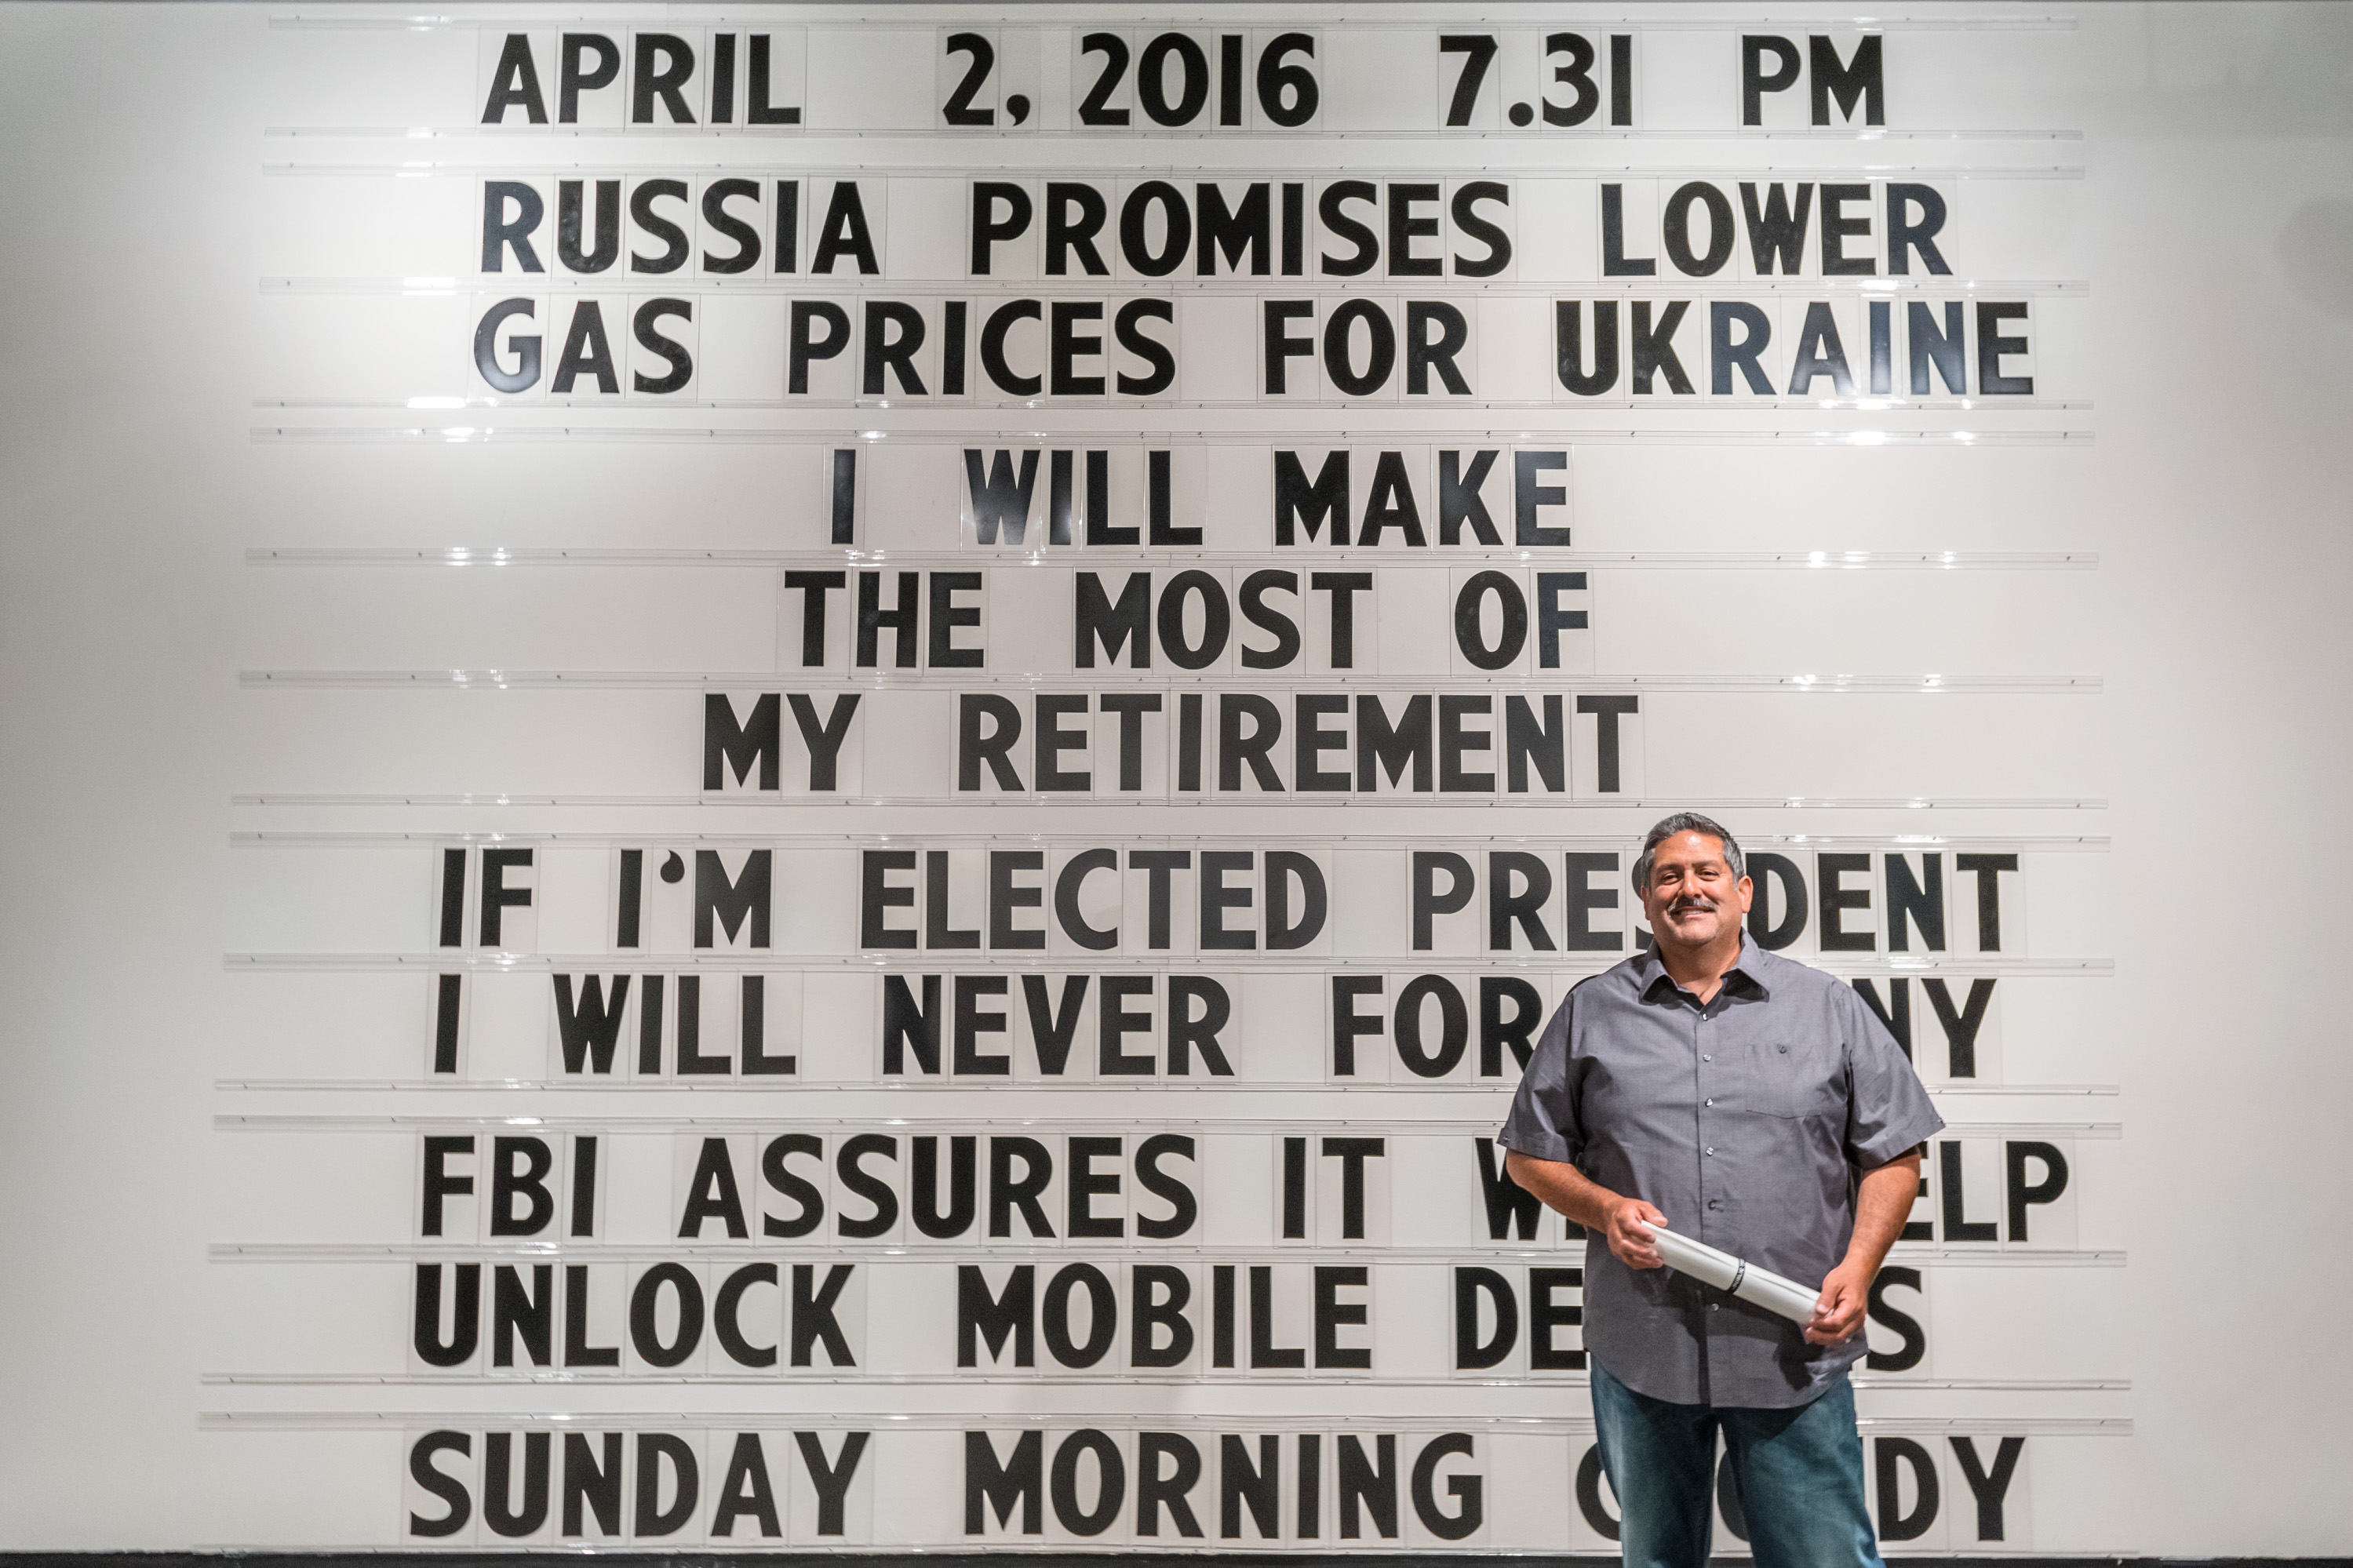 APRIL 2, 2016 7.31 PM
RUSSIA PROMISES LOWER
GAS PRICES FOR UKRAINE
I WILL MAKE
THE MOST OF
MY RETIREMENT
IF I'M ELECTED PRESIDENT
I WILL NEVER
FBI ASSURES IT
UNLOCK MOBILE
SUNDAY MORNING